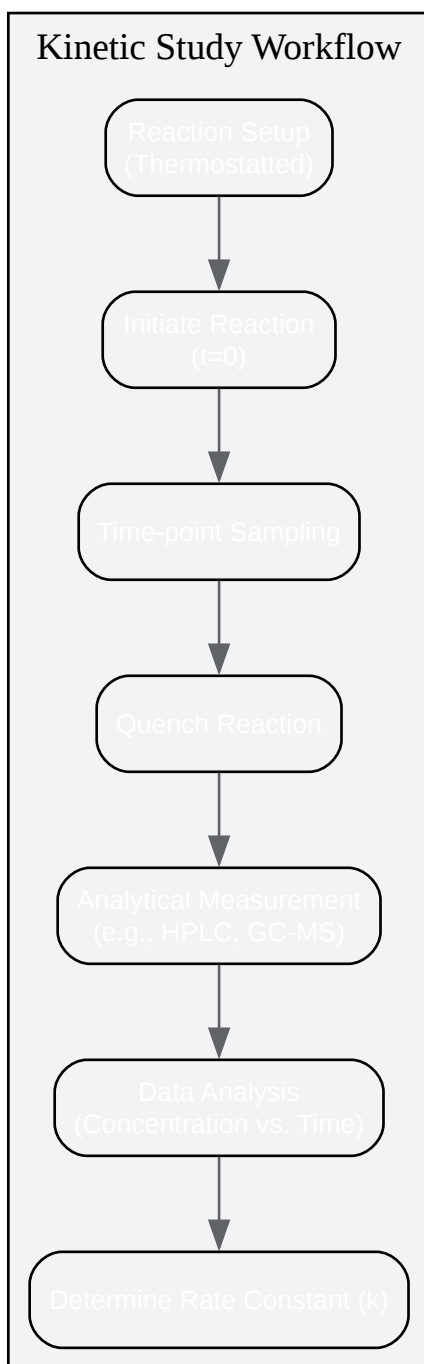 Kinetic Study Workflow
Reaction Setup
(Thermostatted)
Initiate Reaction
(t=0)
Time-point Sampling
Quench Reaction
Analytical Measurement
(e.g., HPLC, GC-MS)
Data Analysis
(Concentration vs. Time)
Determine Rate Constant (k)